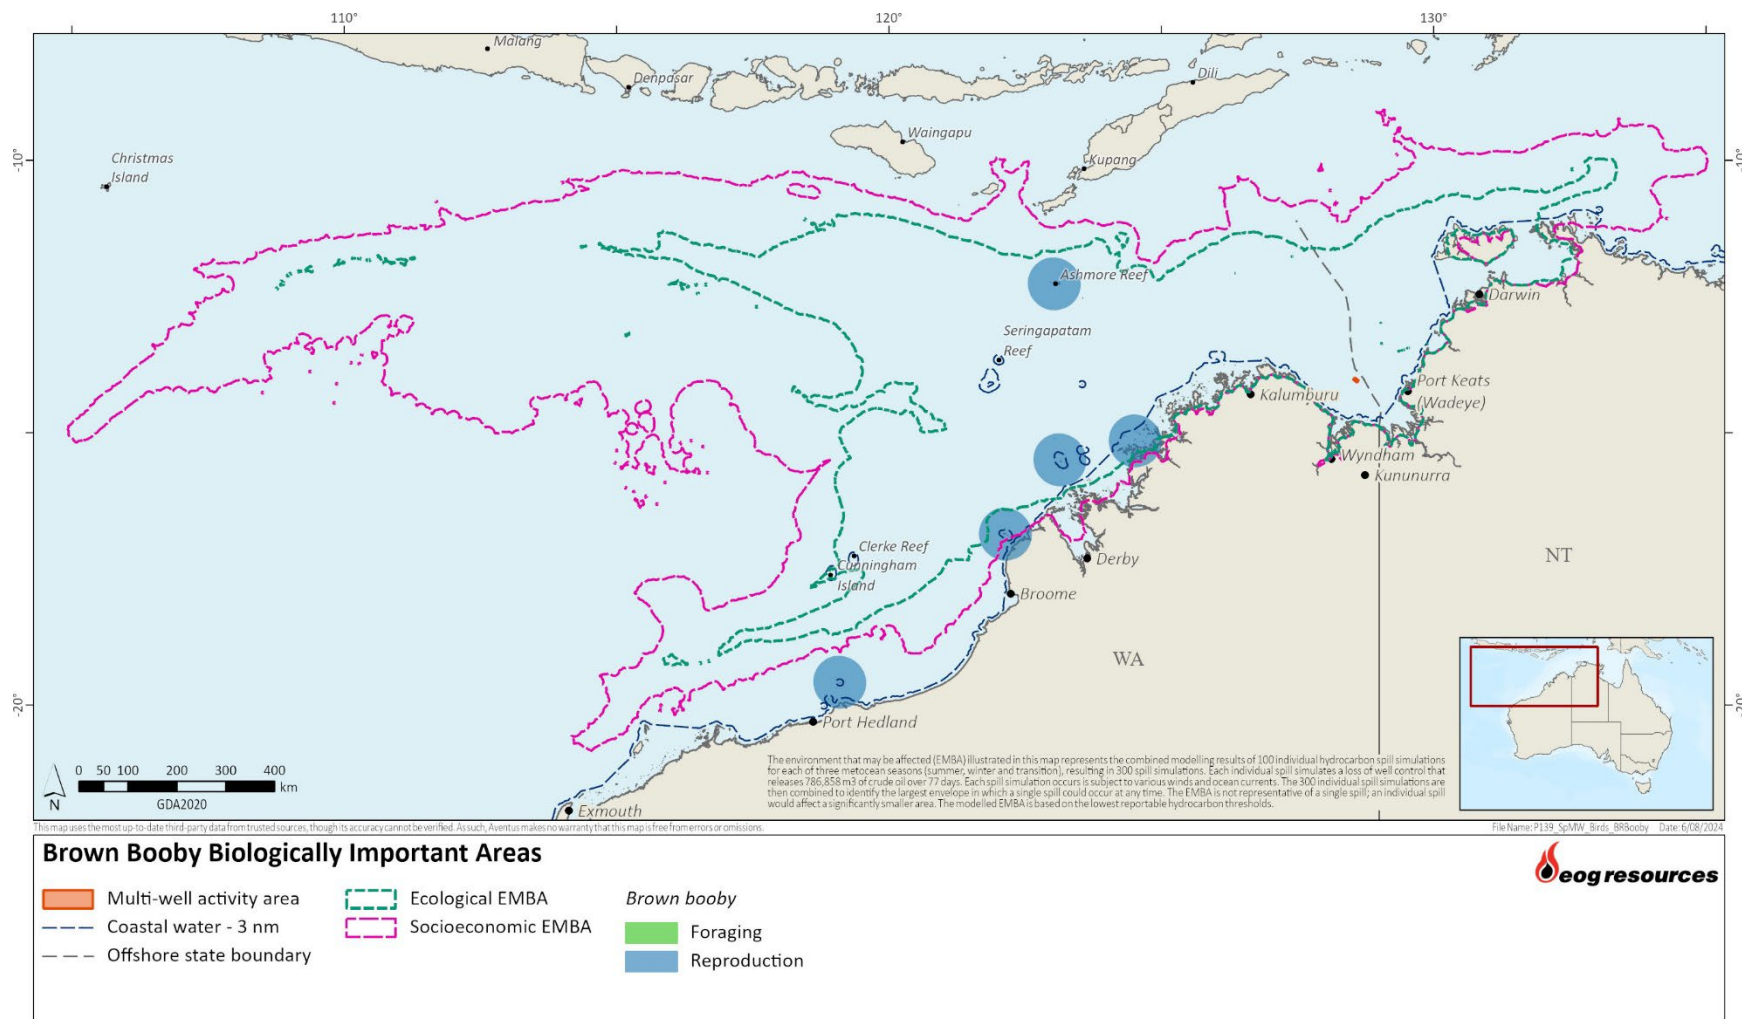 110°
120°
130°
Malang
Denpasar
Dili
Waingapu
Christmas
Island
Kupang
-10°
-10°
Ashmore Reef
Darwin
Seringapatam
Reef
Port Keats
(Wadeye)
Kalumburu
Wyndham
Kununurra
Clerke Reef
Cunningham
Island
Derby
NT
Broome
WA
-20°
-20°
Port Hedland
Exmouth
0 50 100 200 300 400
km
GDA2020
N
The environment that may be affected (EMBA) illustrated in this map represents the combined modelling results of 100 individual hydrocarbon spill simulations
for each of three metocean seasons (summer, winter and transition), resulting in 300 spill simulations. Each individual spill simulates a loss of well control that
releases 786,858 m3 of crude oil over 77 days. Each spill simulation occurs is subject to various winds and ocean currents. The 300 individual spill simulations are
then combined to identify the largest envelope in which a single spill could occur at any time. The EMBA is not representative of a single spill; an individual spill
would affect a significantly smaller area. The modelled EMBA is based on the lowest reportable hydrocarbon thresholds.
This map uses the most up-to-date third-party data from trusted sources, though its accuracy cannot be verified. As such, Aventus makes no warranty that this map is free from errors or omissions.
File Name: P139_SpMW_Birds_BRBooby Date: 6/08/2024
Brown Booby Biologically Important Areas
Multi-well activity area
Coastal water - 3 nm
Offshore state boundary
Ecological EMBA
Socioeconomic EMBA
Brown booby
Foraging
Reproduction
eog resources